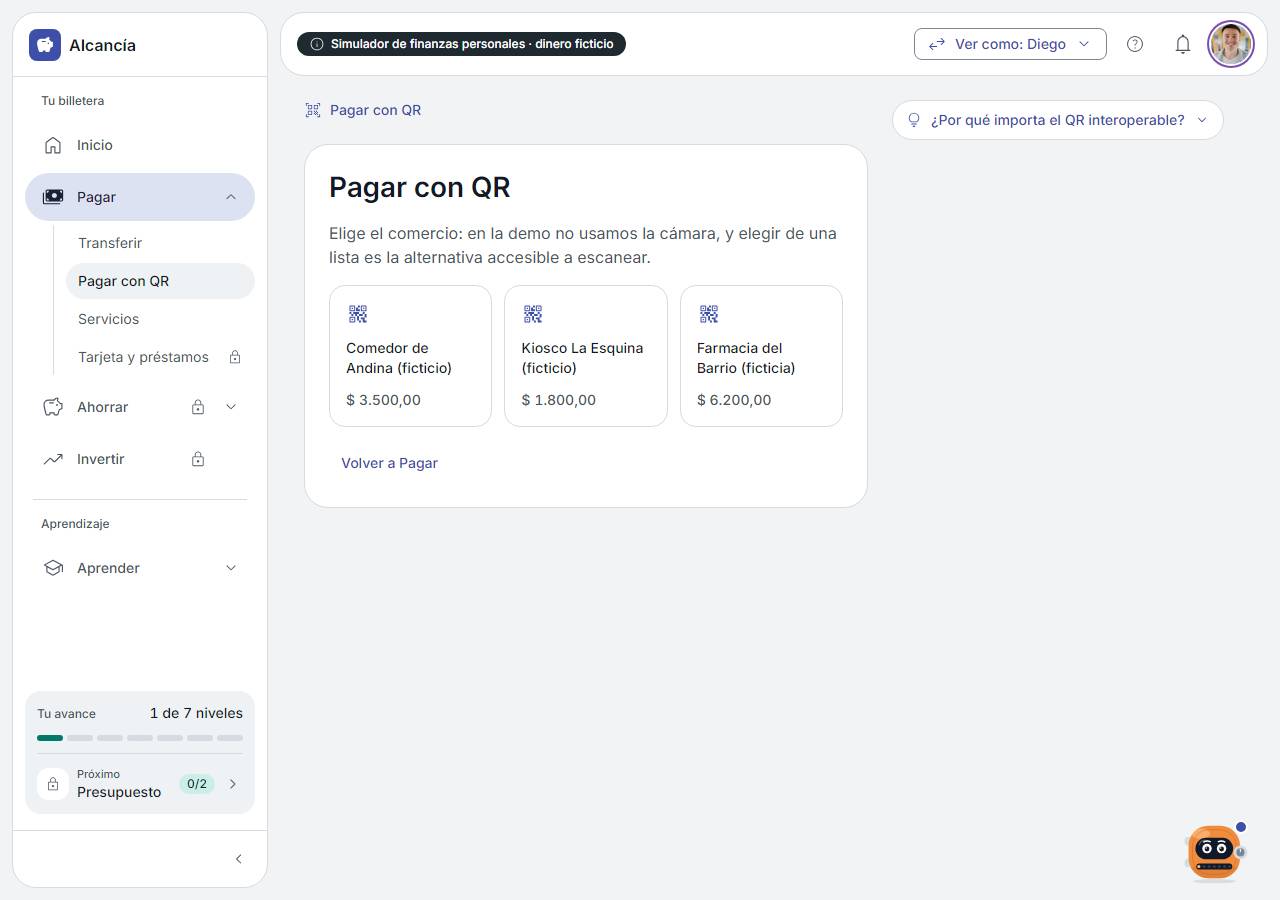 Alcancía
Simulador de finanzas personales · dinero ficticio
Ver como: Diego
Tu billetera
Inicio
Pagar
Transferir
Pagar con QR
Servicios
Tarjeta y préstamos
Ahorrar
Invertir
Aprendizaje
Aprender
Tu avance
1 de 7 niveles
Próximo
Presupuesto
0/2
Pagar con QR
¿Por qué importa el QR interoperable?
Pagar con QR
Elige el comercio: en la demo no usamos la cámara, y elegir de una
lista es la alternativa accesible a escanear.
Comedor de
Andina (ficticio)
$ 3.500,00
Kiosco La Esquina
(ficticio)
$ 1.800,00
Farmacia del
Barrio (ficticia)
$ 6.200,00
Volver a Pagar